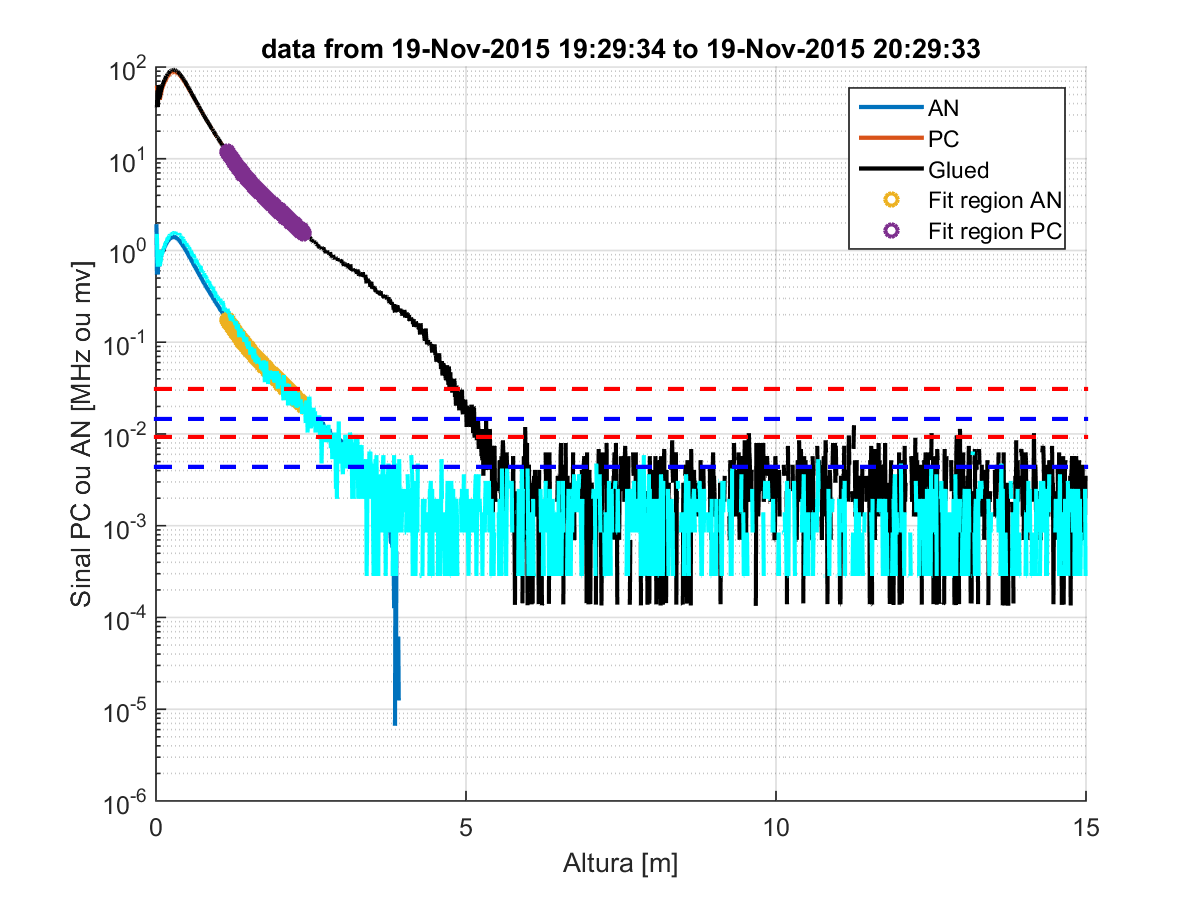 data from 19-Nov-2015 19:29:34 to 19-Nov-2015 20:29:33
AN
PC
Glued
Fit region AN
Fit region PC
Sinal PC ou AN [MHz ou mv]
10^2
10^1
10^0
10^-1
10^-2
10^-3
10^-4
10^-5
10^-6
0 5 10 15
Altura [m]